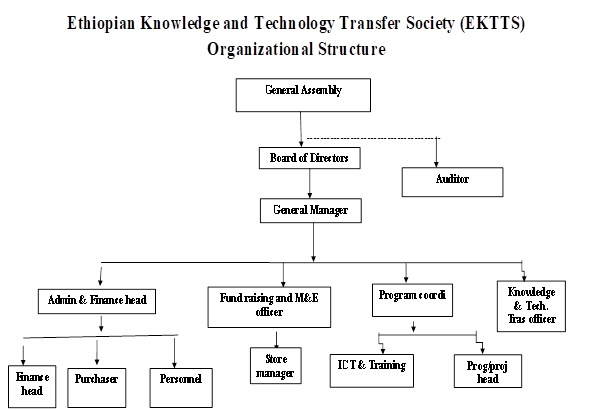 Ethiopian Knowledge and Technology Transfer Society (EKTTS)
Organizational Structure
General Assembly
Board of Directors
Auditor
General Manager
Admin & Finance head
Fund raising and M&E
officer
Program coordi
Knowledge
& Tech.
Tras officer
Finance
head
Purchaser
Personnel
Store
manager
ICT & Training
Prog/proj
head